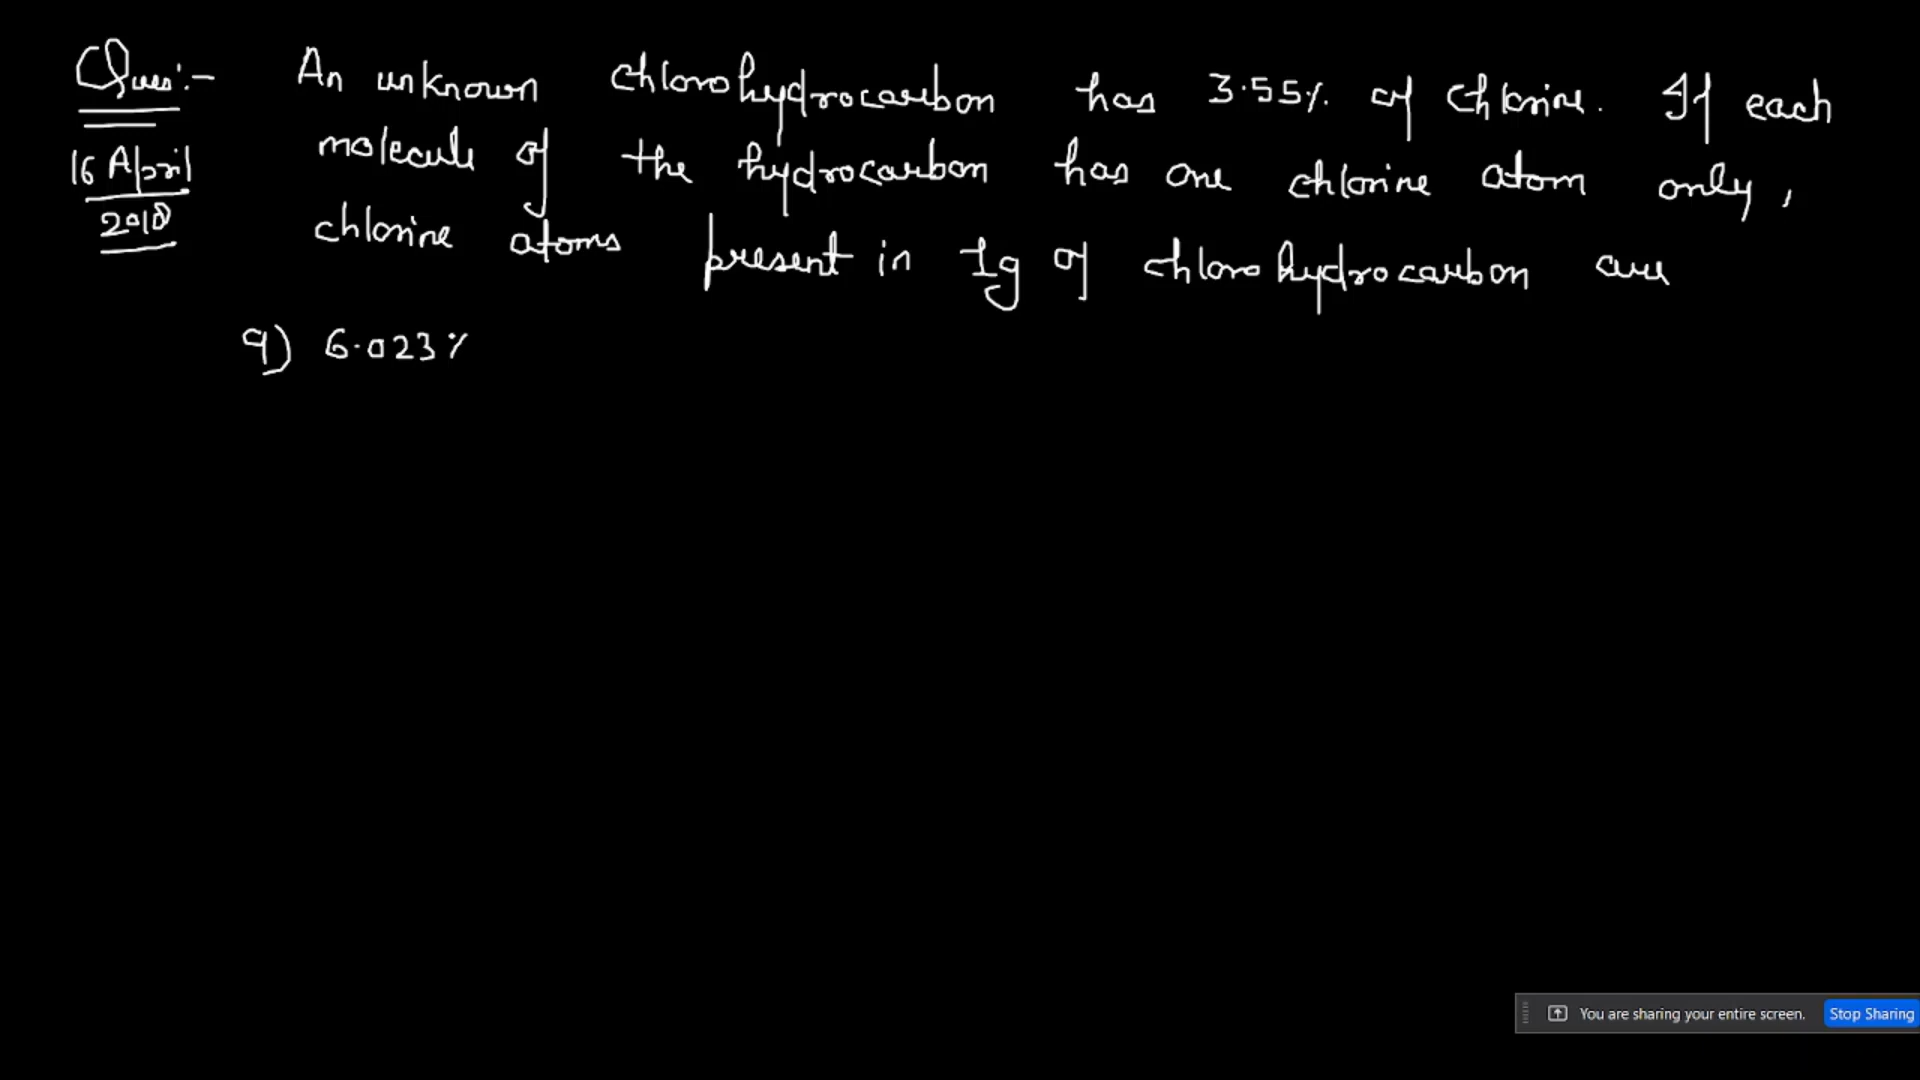 Ques:- An unknown chlorohydrocarbon has 3.55% of chlorine. If each
16 April molecule of the hydrocarbon has one chlorine atom only,
2018 chlorine atoms present in 1g of chlorohydrocarbon are
a) 6.023%
You are sharing your entire screen. Stop Sharing